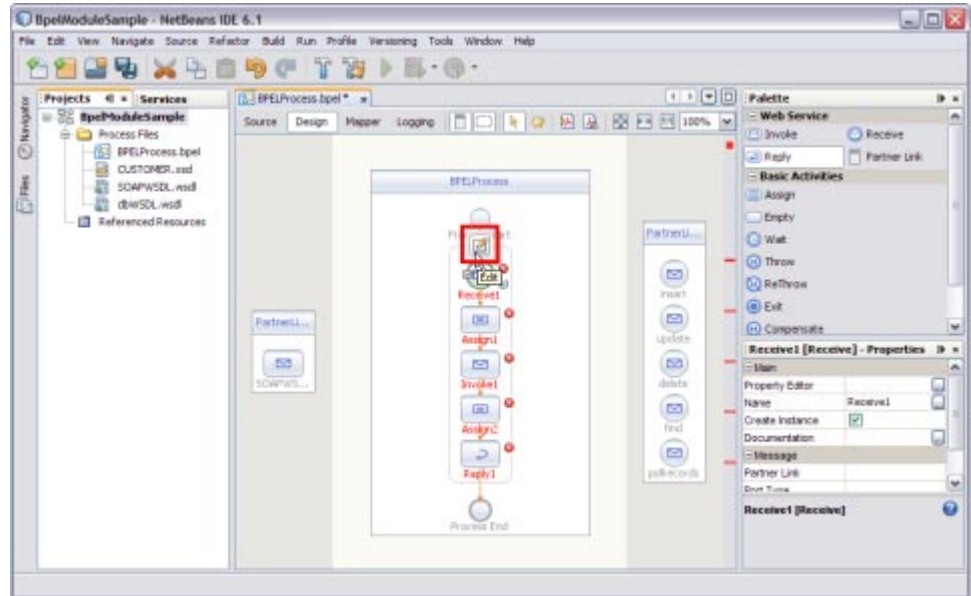 BpelModuleSample - NetBeans IDE 6.1
File Edit View Navigate Source Refactor Build Run Profile Versioning Tools Window Help
Projects Services
BpelModuleSample
Process Files
BPELProcess.bpel
CUSTOMER.xsd
SOAPWSDL.wsdl
dbWSDL.wsdl
Referenced Resources
Navigator
Files
BPELProcess.bpel *
Source Design Mapper Logging 100%
BPELProcess
Edit
Receive1
Assign1
Invoke1
Assign2
Reply1
Process End
PartnerLi...
SOAPWS...
PartnerLi...
insert
update
delete
find
pollrecords
Palette
Web Service
Invoke Receive
Reply Partner Link
Basic Activities
Assign
Empty
Wait
Throw
ReThrow
Exit
Compensate
Receive1 [Receive] - Properties
Main
Property Editor
Name Receive1
Create Instance
Documentation
Message
Partner Link
Port Type
Receive1 [Receive]